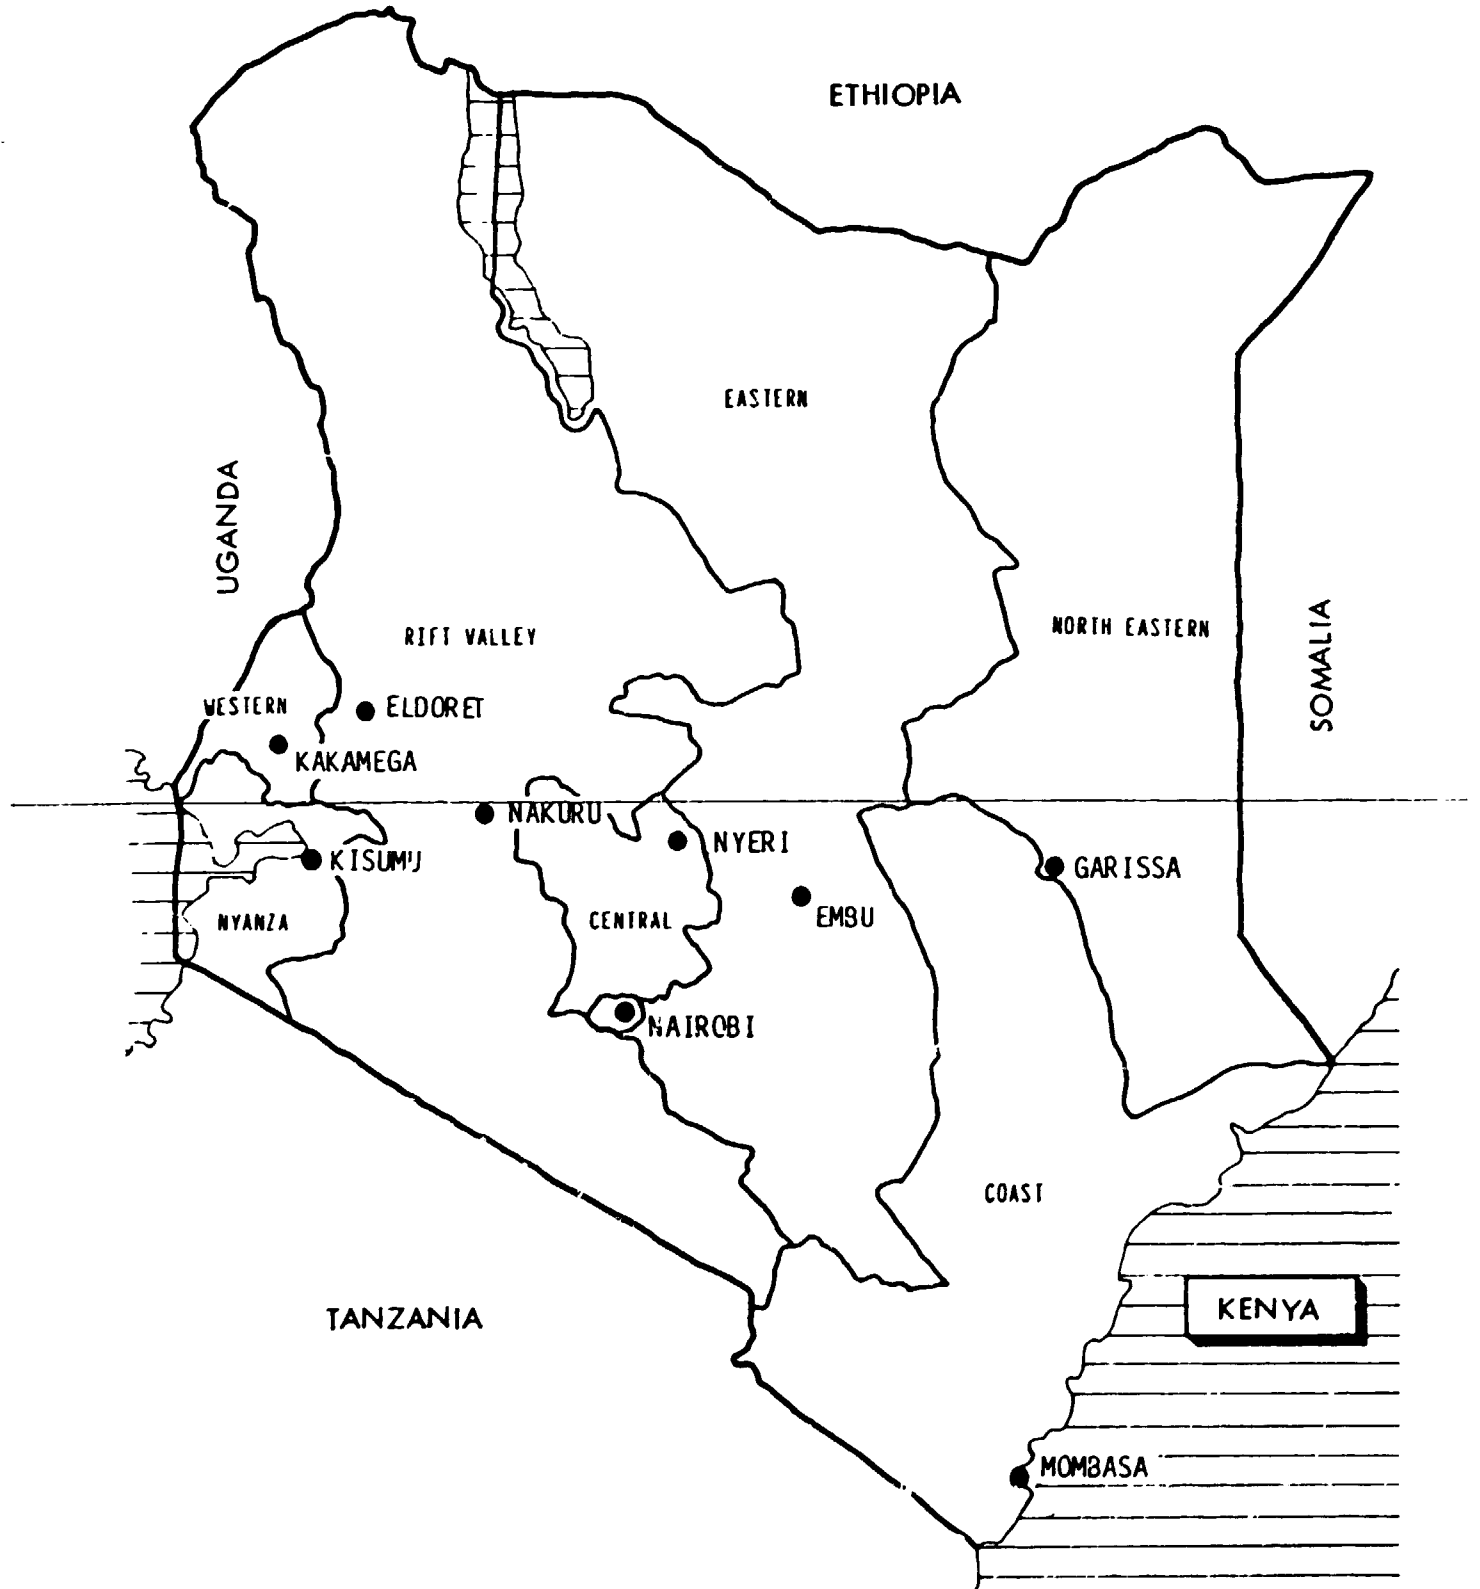 ETHIOPIA
EASTERN
UGANDA
RIFT VALLEY
NORTH EASTERN
SOMALIA
WESTERN
ELDORET
KAKAMEGA
NAKURU
NYERI
KISUMU
GARISSA
NYANZA
CENTRAL
EMBU
NAIROBI
COAST
TANZANIA
KENYA
MOMBASA